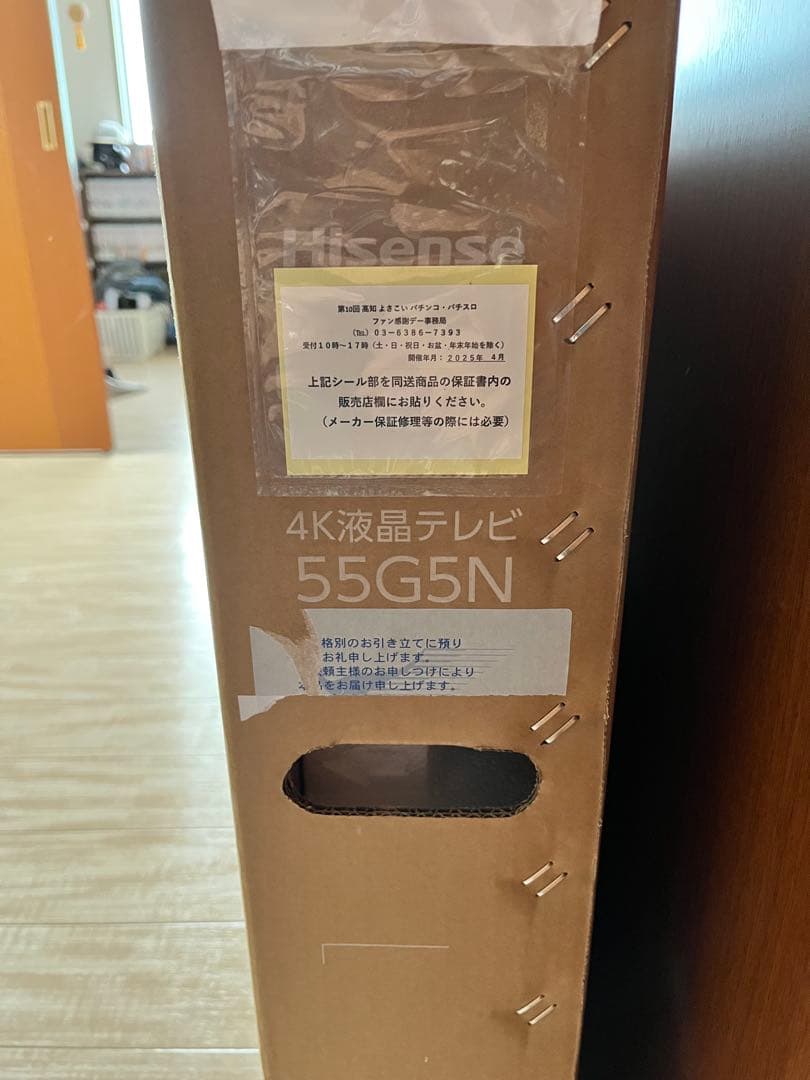 Hisense
第10回 高知 よさこい パチンコ・パチスロ
ファン感謝デー事務局
(℡) 03-6386-7393
受付10時~17時(土・日・祝日・お盆・年末年始を除く)
開催年月: 2025年 4月
上記シール部を同送商品の保証書内の
販売店欄にお貼りください。
(メーカー保証修理等の際には必要)
4K液晶テレビ
55G5N
格別のお引き立てに預り
お礼申し上げます。
頼主様のお申しつけにより
をお届け申し上げます。